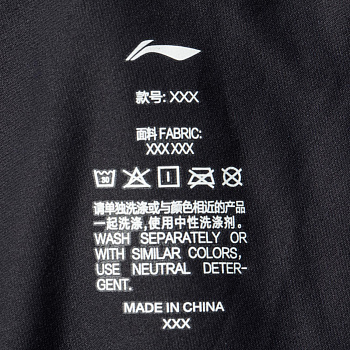 款号: XXX
面料 FABRIC:
XXX XXX
30
请单独洗涤或与颜色相近的产品
一起洗涤,使用中性洗涤剂。
WASH SEPARATELY OR
WITH SIMILAR COLORS,
USE NEUTRAL DETER-
GENT.
MADE IN CHINA
XXX